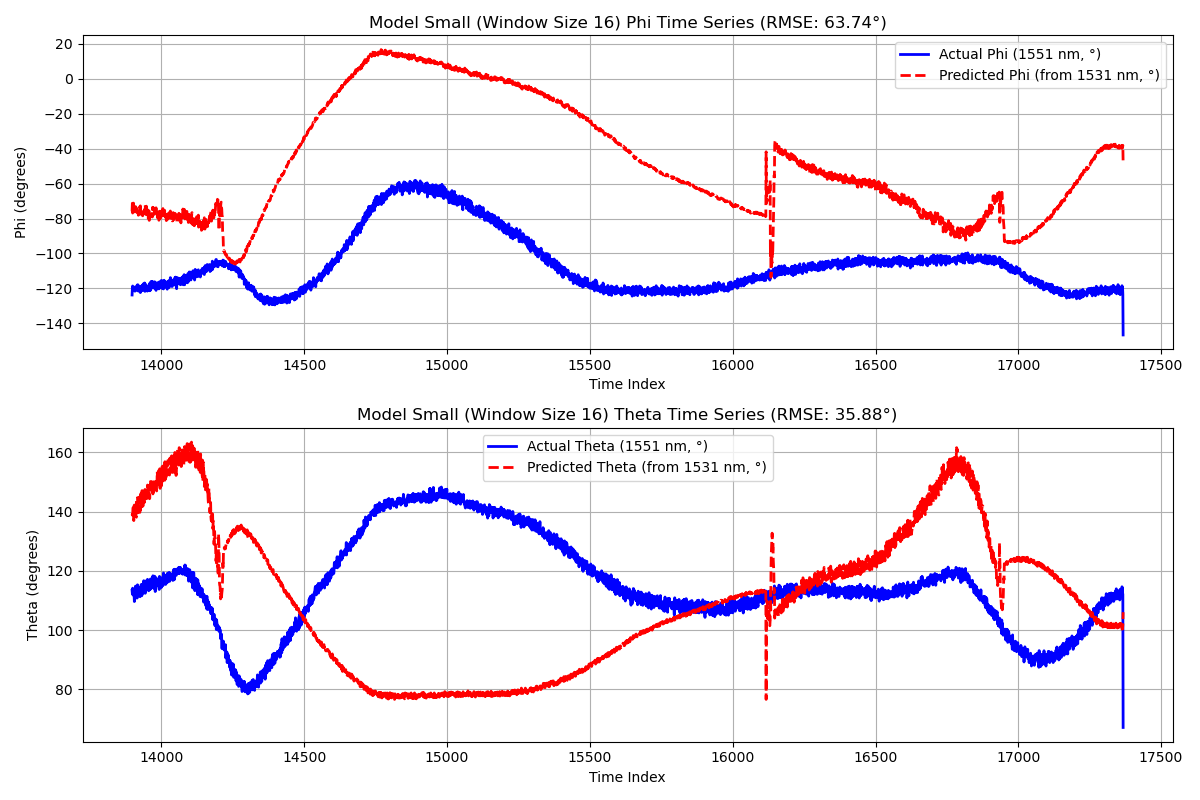 Model Small (Window Size 16) Phi Time Series (RMSE: 63.74°)
Phi (degrees)
20
0
−20
−40
−60
−80
−100
−120
−140
Actual Phi (1551 nm, °)
Predicted Phi (from 1531 nm, °)
14000 14500 15000 15500 16000 16500 17000 17500
Time Index
Model Small (Window Size 16) Theta Time Series (RMSE: 35.88°)
Theta (degrees)
160
140
120
100
80
Actual Theta (1551 nm, °)
Predicted Theta (from 1531 nm, °)
14000 14500 15000 15500 16000 16500 17000 17500
Time Index